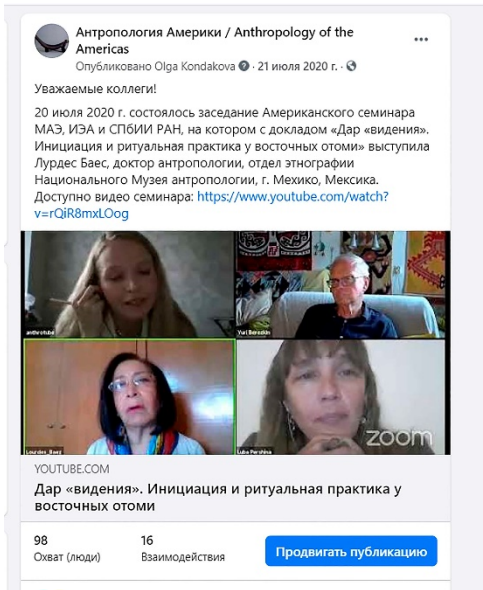 Антропология Америки / Anthropology of the
Americas
Опубликовано Olga Kondakova · 21 июля 2020 г. ·
Уважаемые коллеги!
20 июля 2020 г. состоялось заседание Американского семинара
МАЭ, ИЭА и СПбИИ РАН, на котором с докладом «Дар «видения».
Инициация и ритуальная практика у восточных отоми» выступила
Лурдес Баес, доктор антропологии, отдел этнографии
Национального Музея антропологии, г. Мехико, Мексика.
Доступно видео семинара: https://www.youtube.com/watch?
v=rQiR8mxLOog
anthrotube
Yuri Berezkin
Lourdes_Baez
Luba Pershina
zoom
YOUTUBE.COM
Дар «видения». Инициация и ритуальная практика у
восточных отоми
98
Охват (люди)
16
Взаимодействия
Продвигать публикацию